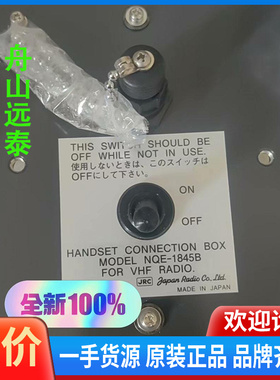 舟山远泰
THIS SWITCH SHOULD BE
OFF WHILE NOT IN USE.
使用しないときは、このスイッチは
OFFにして下さい。
ON
OFF
HANDSET CONNECTION BOX
MODEL NQE-1845B
FOR VHF RADIO.
JRC Japan Radio Co., Ltd.
MADE IN JAPAN
全新100%
价
欢迎
一手货源 原装正品 品牌